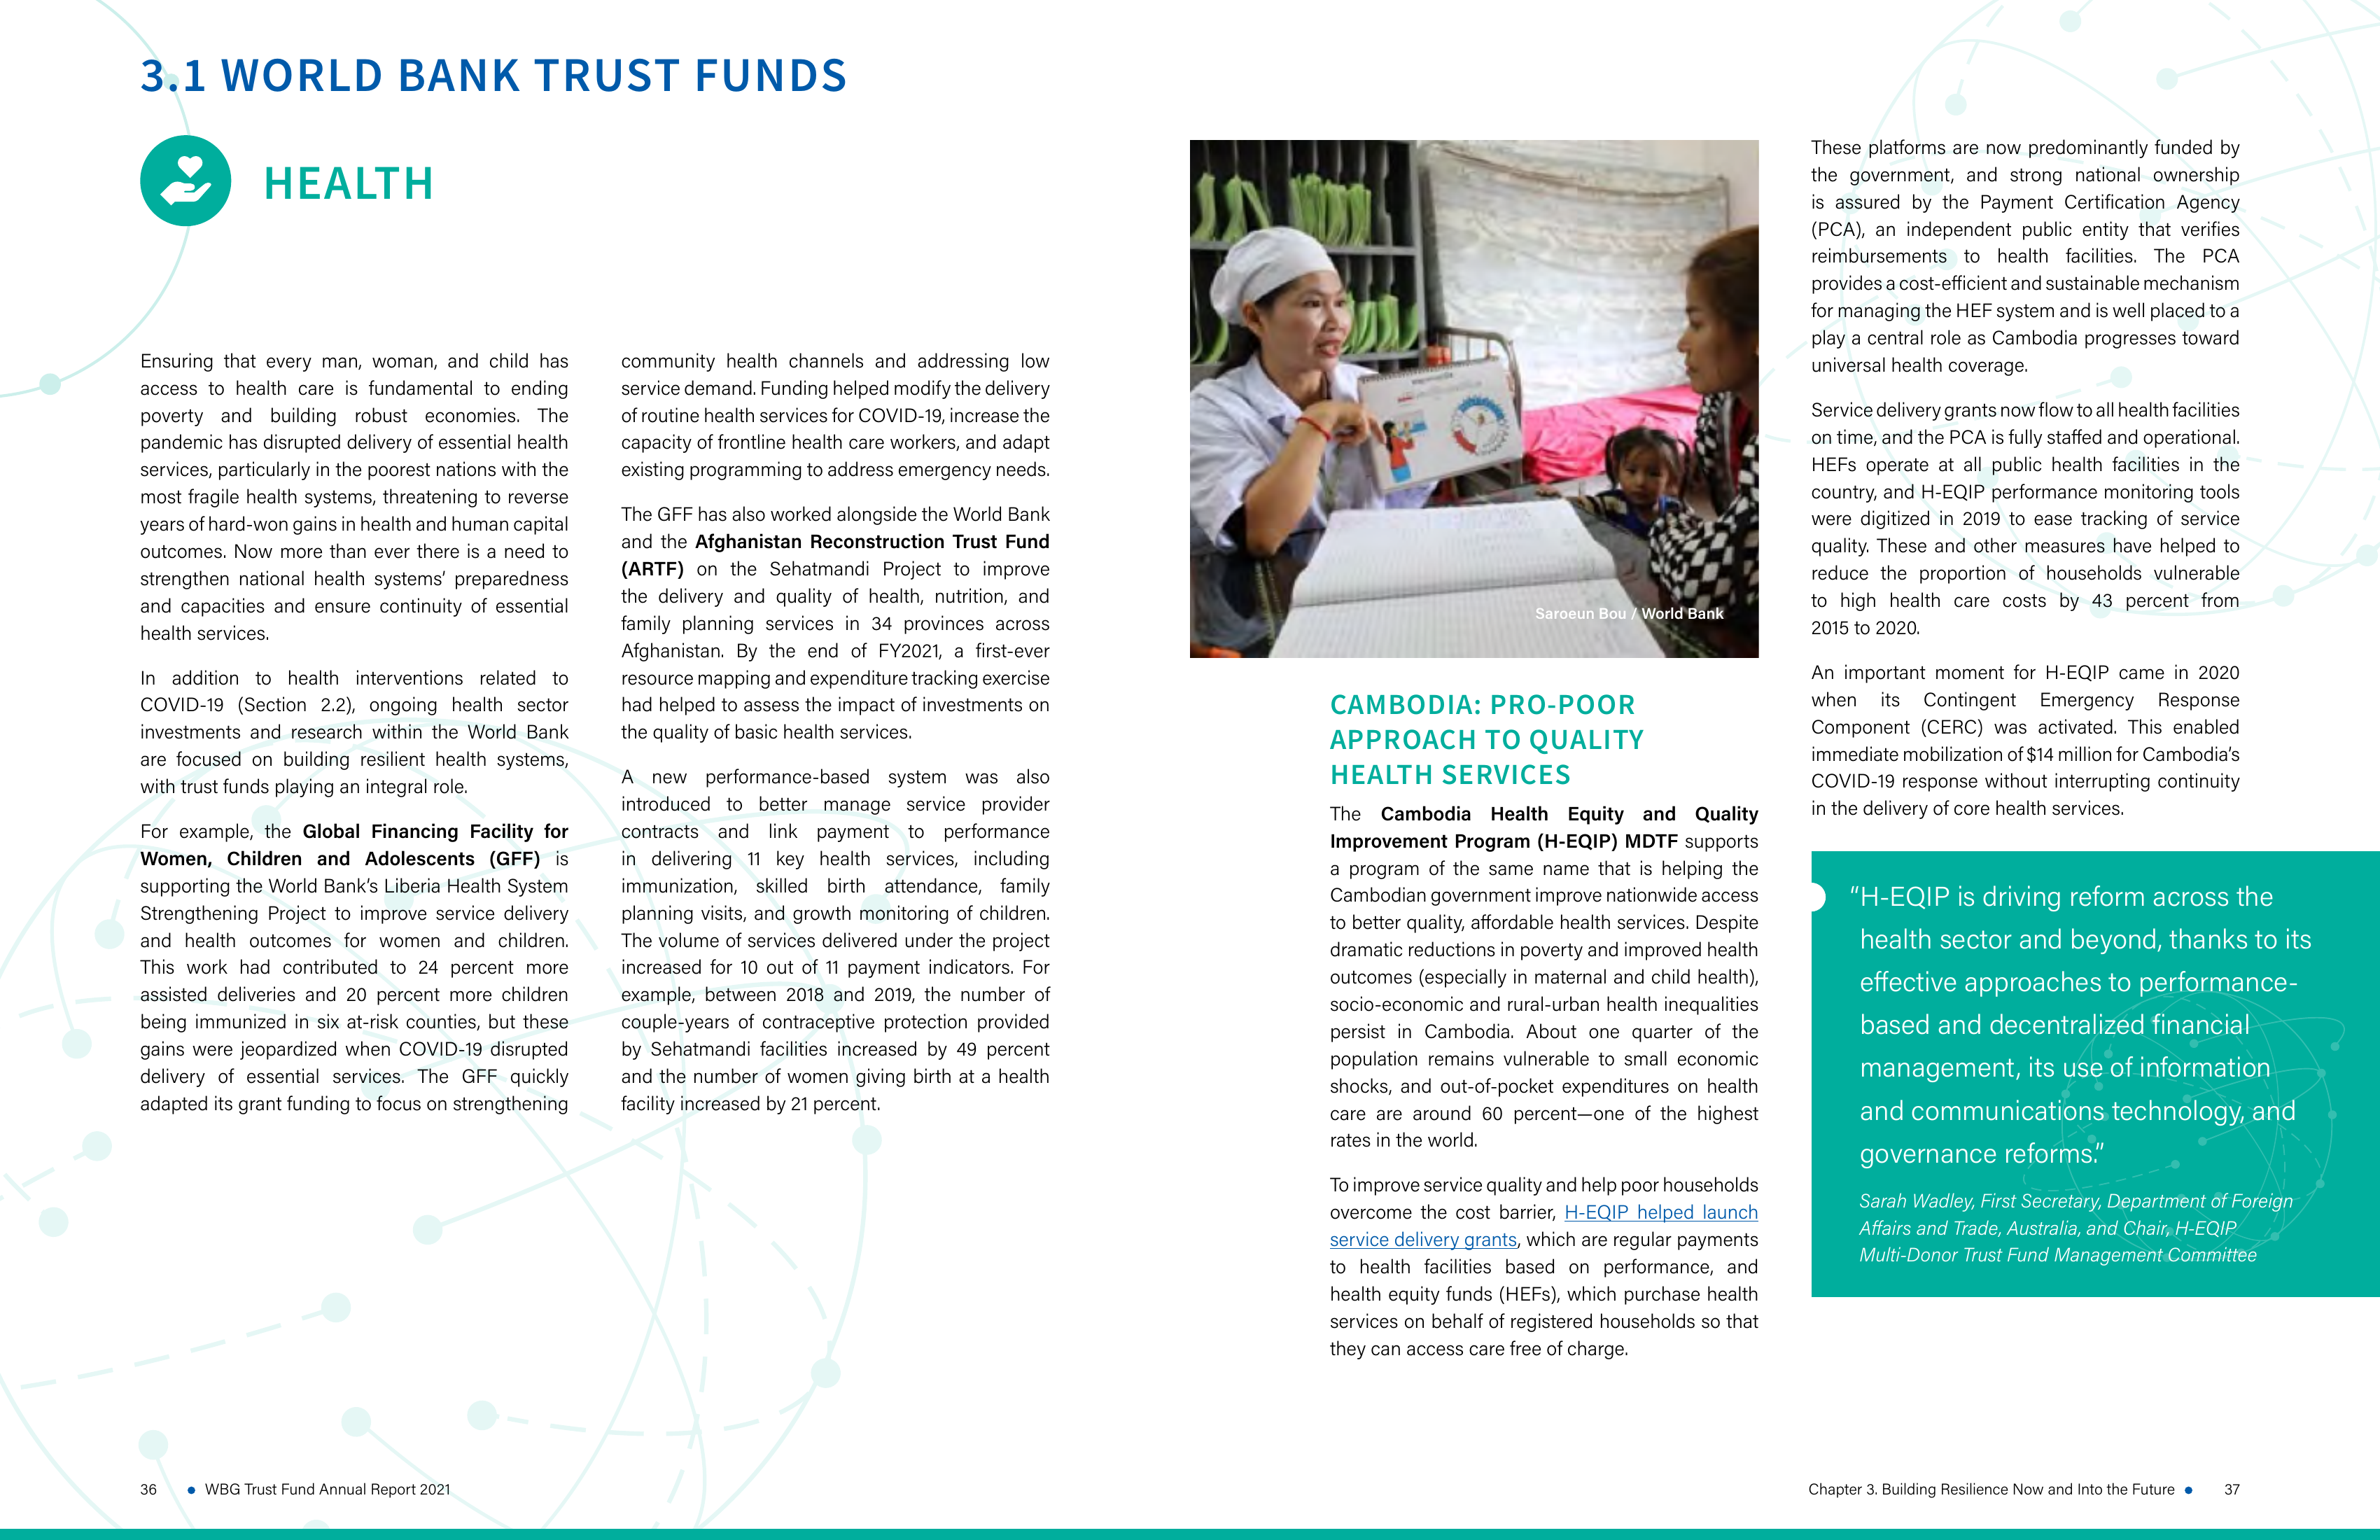 3.1 WORLD BANK TRUST FUNDS
HEALTH
Ensuring that every man, woman, and child has
access to health care is fundamental to ending
poverty and building robust economies. The
pandemic has disrupted delivery of essential health
services, particularly in the poorest nations with the
most fragile health systems, threatening to reverse
years of hard-won gains in health and human capital
outcomes. Now more than ever there is a need to
strengthen national health systems’ preparedness
and capacities and ensure continuity of essential
health services.
In addition to health interventions related to
COVID-19 (Section 2.2), ongoing health sector
investments and research within the World Bank
are focused on building resilient health systems,
with trust funds playing an integral role.
For example, the Global Financing Facility for
Women, Children and Adolescents (GFF) is
supporting the World Bank’s Liberia Health System
Strengthening Project to improve service delivery
and health outcomes for women and children.
This work had contributed to 24 percent more
assisted deliveries and 20 percent more children
being immunized in six at-risk counties, but these
gains were jeopardized when COVID-19 disrupted
delivery of essential services. The GFF quickly
adapted its grant funding to focus on strengthening
community health channels and addressing low
service demand. Funding helped modify the delivery
of routine health services for COVID-19, increase the
capacity of frontline health care workers, and adapt
existing programming to address emergency needs.
The GFF has also worked alongside the World Bank
and the Afghanistan Reconstruction Trust Fund
(ARTF) on the Sehatmandi Project to improve
the delivery and quality of health, nutrition, and
family planning services in 34 provinces across
Afghanistan. By the end of FY2021, a first-ever
resource mapping and expenditure tracking exercise
had helped to assess the impact of investments on
the quality of basic health services.
A new performance-based system was also
introduced to better manage service provider
contracts and link payment to performance
in delivering 11 key health services, including
immunization, skilled birth attendance, family
planning visits, and growth monitoring of children.
The volume of services delivered under the project
increased for 10 out of 11 payment indicators. For
example, between 2018 and 2019, the number of
couple-years of contraceptive protection provided
by Sehatmandi facilities increased by 49 percent
and the number of women giving birth at a health
facility increased by 21 percent.
Saroeun Bou / World Bank
CAMBODIA: PRO-POOR
APPROACH TO QUALITY
HEALTH SERVICES
The Cambodia Health Equity and Quality
Improvement Program (H-EQIP) MDTF supports
a program of the same name that is helping the
Cambodian government improve nationwide access
to better quality, affordable health services. Despite
dramatic reductions in poverty and improved health
outcomes (especially in maternal and child health),
socio-economic and rural-urban health inequalities
persist in Cambodia. About one quarter of the
population remains vulnerable to small economic
shocks, and out-of-pocket expenditures on health
care are around 60 percent—one of the highest
rates in the world.
To improve service quality and help poor households
overcome the cost barrier, H-EQIP helped launch
service delivery grants, which are regular payments
to health facilities based on performance, and
health equity funds (HEFs), which purchase health
services on behalf of registered households so that
they can access care free of charge.
These platforms are now predominantly funded by
the government, and strong national ownership
is assured by the Payment Certification Agency
(PCA), an independent public entity that verifies
reimbursements to health facilities. The PCA
provides a cost-efficient and sustainable mechanism
for managing the HEF system and is well placed to a
play a central role as Cambodia progresses toward
universal health coverage.
Service delivery grants now flow to all health facilities
on time, and the PCA is fully staffed and operational.
HEFs operate at all public health facilities in the
country, and H-EQIP performance monitoring tools
were digitized in 2019 to ease tracking of service
quality. These and other measures have helped to
reduce the proportion of households vulnerable
to high health care costs by 43 percent from
2015 to 2020.
An important moment for H-EQIP came in 2020
when its Contingent Emergency Response
Component (CERC) was activated. This enabled
immediate mobilization of $14 million for Cambodia’s
COVID-19 response without interrupting continuity
in the delivery of core health services.
“H-EQIP is driving reform across the
health sector and beyond, thanks to its
effective approaches to performance-
based and decentralized financial
management, its use of information
and communications technology, and
governance reforms.”
Sarah Wadley, First Secretary, Department of Foreign
Affairs and Trade, Australia, and Chair, H-EQIP
Multi-Donor Trust Fund Management Committee
36 • WBG Trust Fund Annual Report 2021
Chapter 3. Building Resilience Now and Into the Future • 37